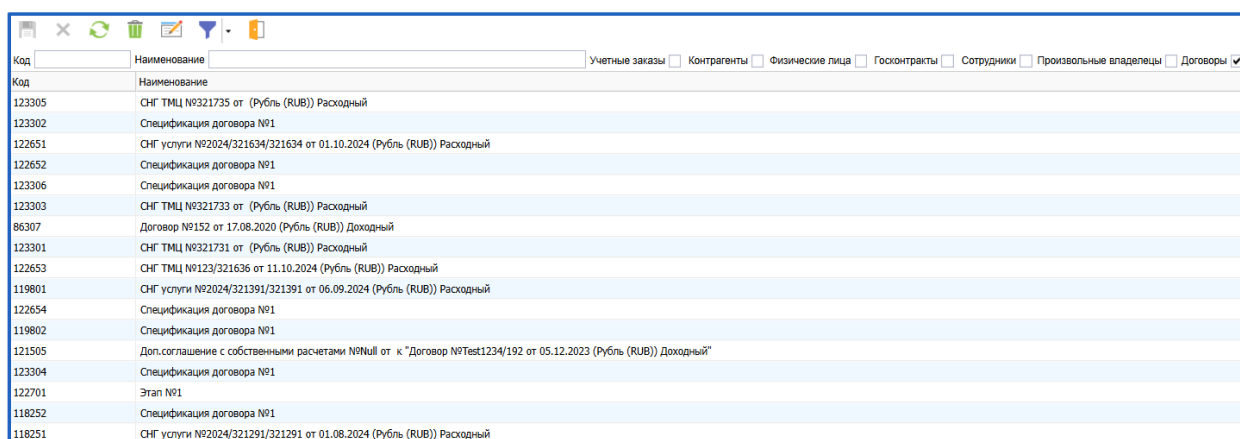 Код Наименование Учетные заказы Контрагенты Физические лица Госконтракты Сотрудники Произвольные владелецы Договоры
Код Наименование
123305 СНГ ТМЦ №321735 от  (Рубль (RUB)) Расходный
123302 Спецификация договора №1
122651 СНГ услуги №2024/321634/321634 от 01.10.2024 (Рубль (RUB)) Расходный
122652 Спецификация договора №1
123306 Спецификация договора №1
123303 СНГ ТМЦ №321733 от  (Рубль (RUB)) Расходный
86307 Договор №152 от 17.08.2020 (Рубль (RUB)) Доходный
123301 СНГ ТМЦ №321731 от  (Рубль (RUB)) Расходный
122653 СНГ ТМЦ №123/321636 от 11.10.2024 (Рубль (RUB)) Расходный
119801 СНГ услуги №2024/321391/321391 от 06.09.2024 (Рубль (RUB)) Расходный
122654 Спецификация договора №1
119802 Спецификация договора №1
121505 Доп.соглашение с собственными расчетами №Null от  к "Договор №Test1234/192 от 05.12.2023 (Рубль (RUB)) Доходный"
123304 Спецификация договора №1
122701 Этап №1
118252 Спецификация договора №1
118251 СНГ услуги №2024/321291/321291 от 01.08.2024 (Рубль (RUB)) Расходный